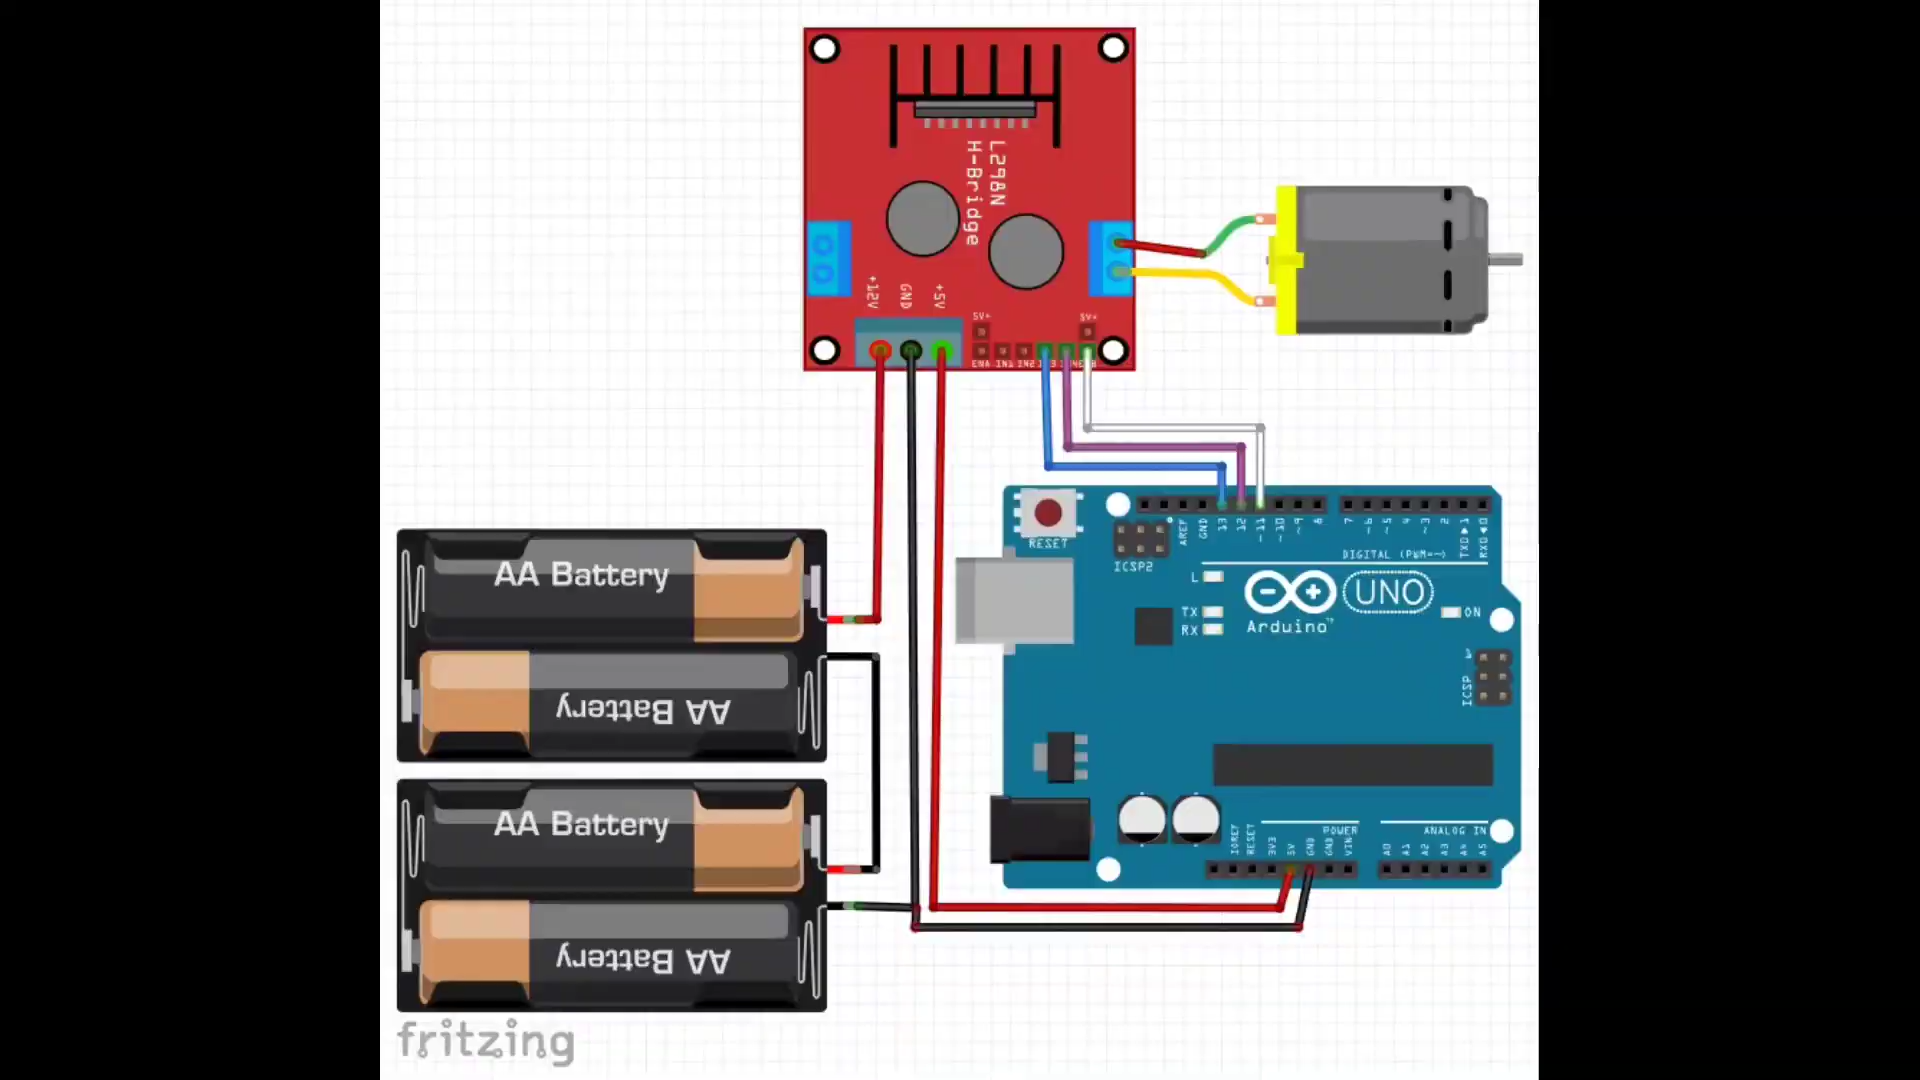 L298N
H-Bridge
+12V
GND
+5V
5V+
5V+
ENA IN1 IN2
AA Battery
AA Battery
AA Battery
AA Battery
RESET
ICSP2
AREF
GND
13
12
~11
~10
~9
8
7
~6
~5
4
~3
2
TXD▶1
RXD◀0
DIGITAL (PWM=~)
L
TX
RX
Arduino™
UNO
ON
ICSP
IOREF
RESET
3V3
5V
GND
GND
VIN
POWER
ANALOG IN
A0
A1
A2
A3
A4
A5
fritzing